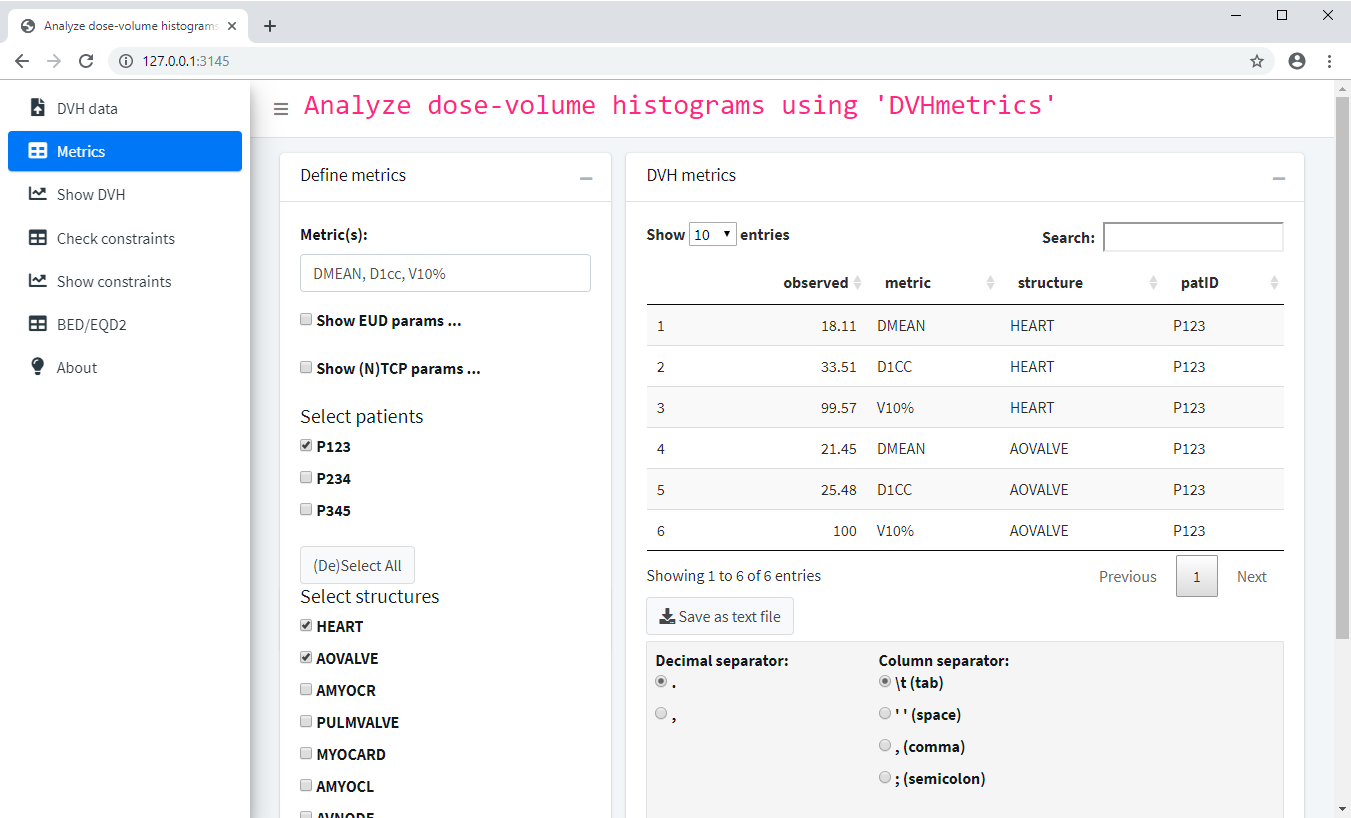 Analyze dose-volume histograms
127.0.0.1:3145
DVH data
Metrics
Show DVH
Check constraints
Show constraints
BED/EQD2
About
Analyze dose-volume histograms using 'DVHmetrics'
Define metrics
Metric(s):
DMEAN, D1cc, V10%
Show EUD params ...
Show (N)TCP params ...
Select patients
P123
P234
P345
(De)Select All
Select structures
HEART
AOVALVE
AMYOCR
PULMVALVE
MYOCARD
AMYOCL
AVNODE
DVH metrics
Show 10 entries
Search:
observed metric structure patID
1 18.11 DMEAN HEART P123
2 33.51 D1CC HEART P123
3 99.57 V10% HEART P123
4 21.45 DMEAN AOVALVE P123
5 25.48 D1CC AOVALVE P123
6 100 V10% AOVALVE P123
Showing 1 to 6 of 6 entries
Previous 1 Next
Save as text file
Decimal separator:
.
,
Column separator:
\t (tab)
' ' (space)
, (comma)
; (semicolon)